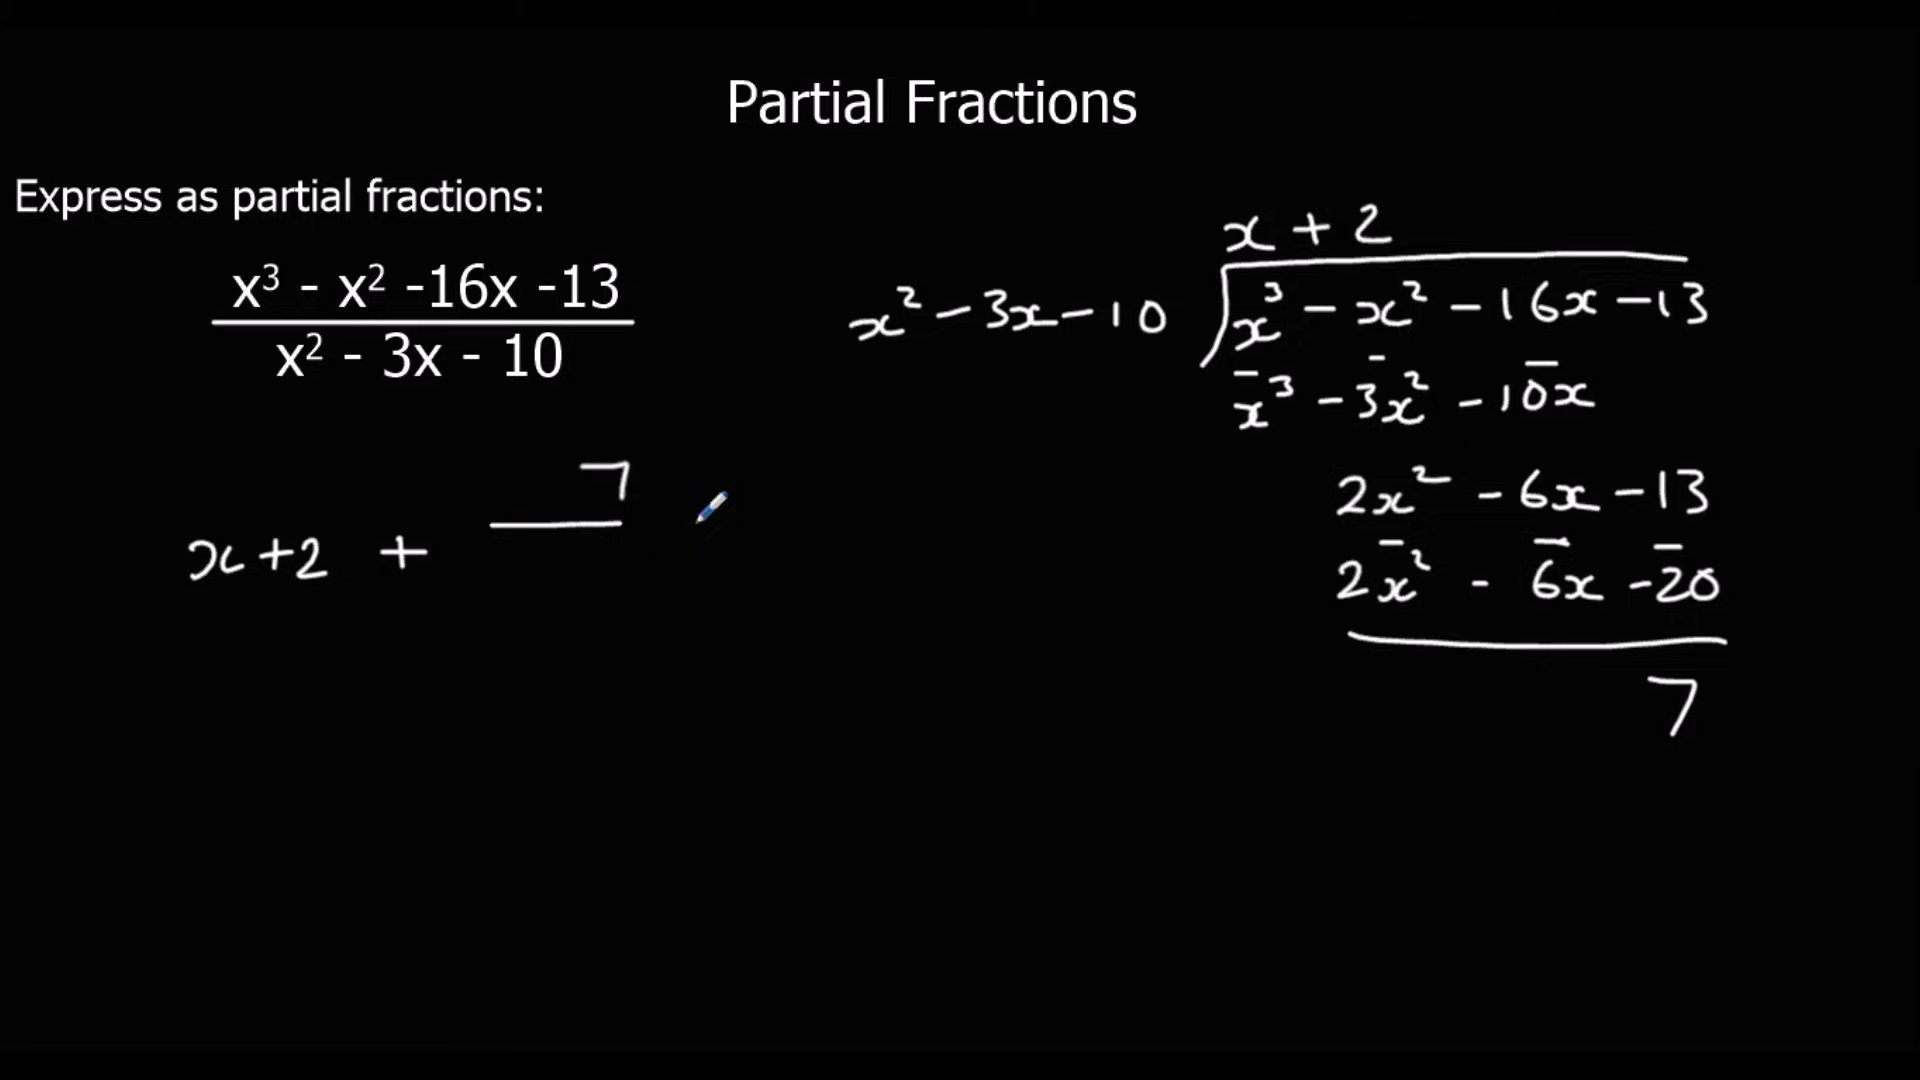 Partial Fractions
Express as partial fractions:
x³ - x² -16x -13
x² - 3x - 10
x + 2
x² - 3x - 10
x³ - x² - 16x - 13
x³ - 3x² - 10x
2x² - 6x - 13
2x² - 6x - 20
7
7
x + 2 +